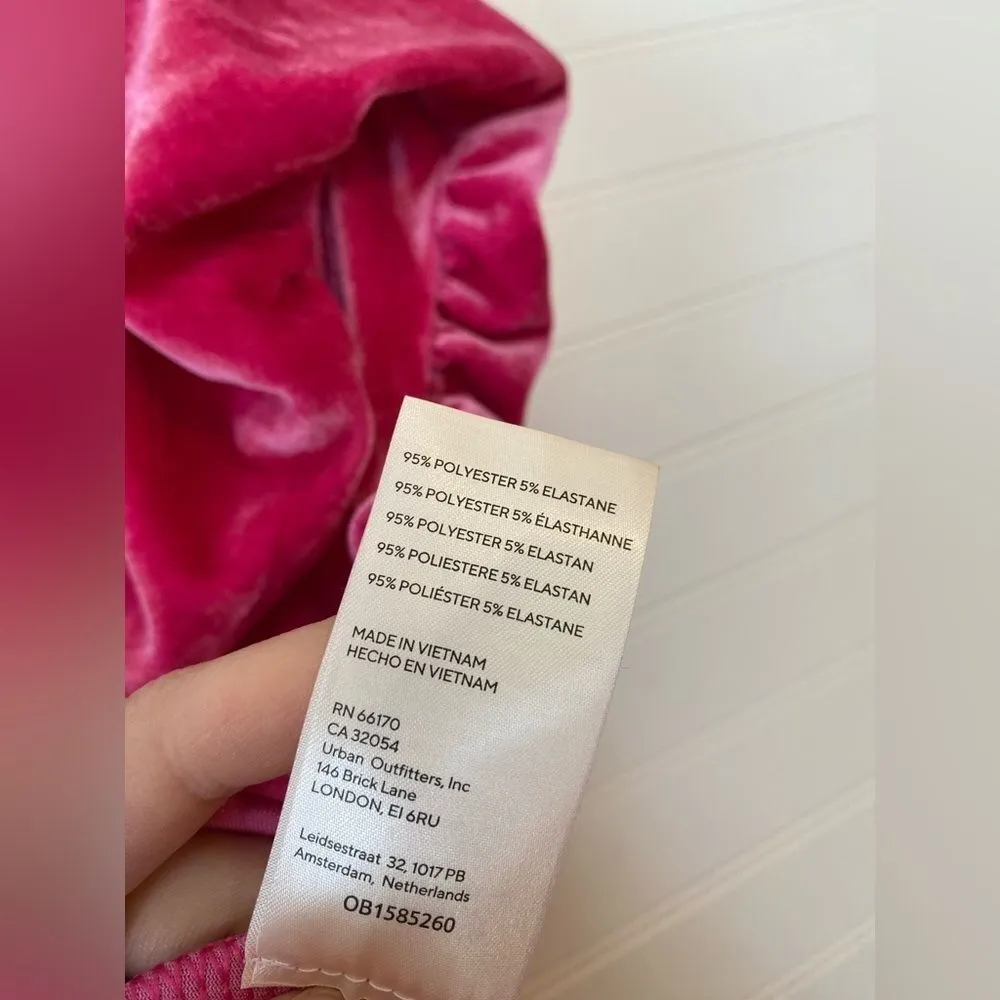 95% POLYESTER 5% ELASTANE
95% POLYESTER 5% ÉLASTHANNE
95% POLYESTER 5% ELASTAN
95% POLIESTERE 5% ELASTAN
95% POLIÉSTER 5% ELASTANE
MADE IN VIETNAM
HECHO EN VIETNAM
RN 66170
CA 32054
Urban Outfitters, Inc
146 Brick Lane
LONDON, E1 6RU
Leidsestraat 32, 1017 PB
Amsterdam, Netherlands
OB1585260